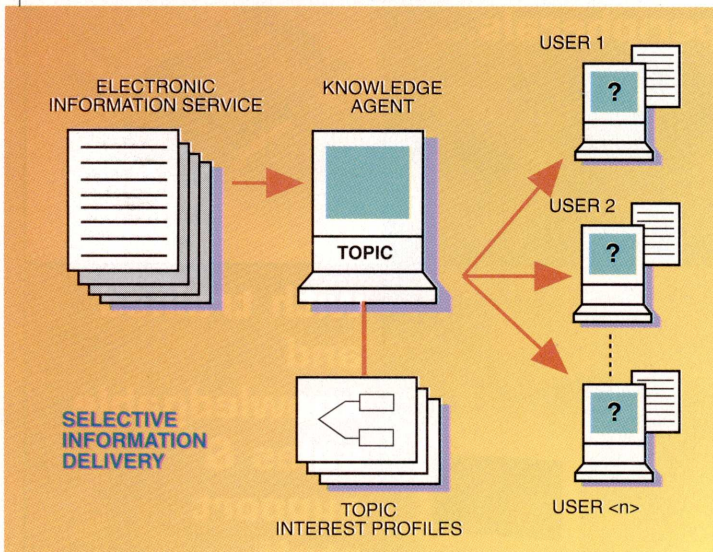 ELECTRONIC
INFORMATION SERVICE
KNOWLEDGE
AGENT
TOPIC
USER 1
?
USER 2
?
?
USER <n>
SELECTIVE
INFORMATION
DELIVERY
TOPIC
INTEREST PROFILES